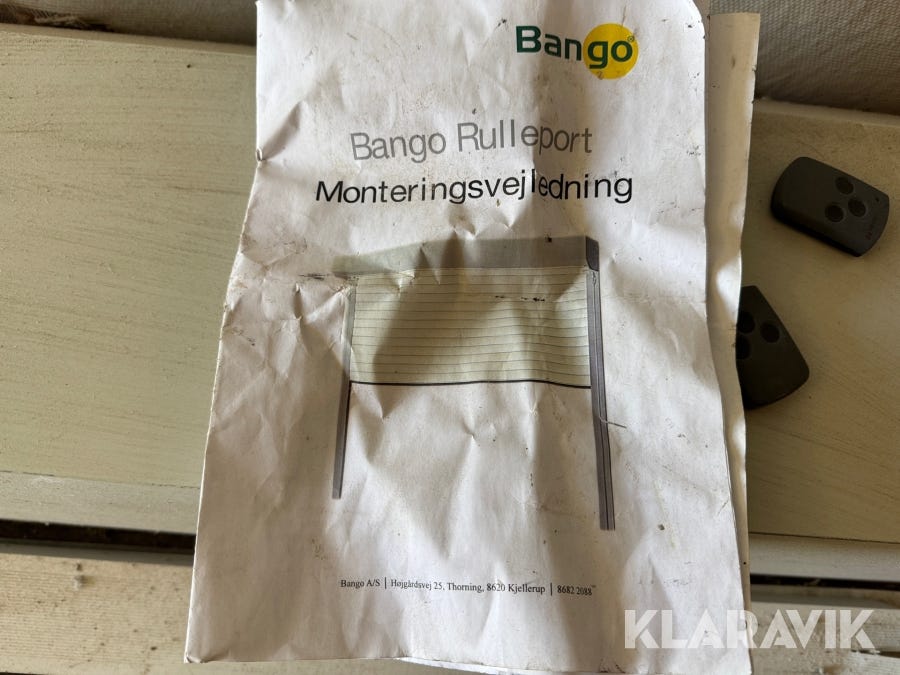 Bango®
Bango Rulleport
Monteringsvejledning
Bango A/S | Højgårdsvej 25, Thorning, 8620 Kjellerup | 8682 2088
KLARAVIK